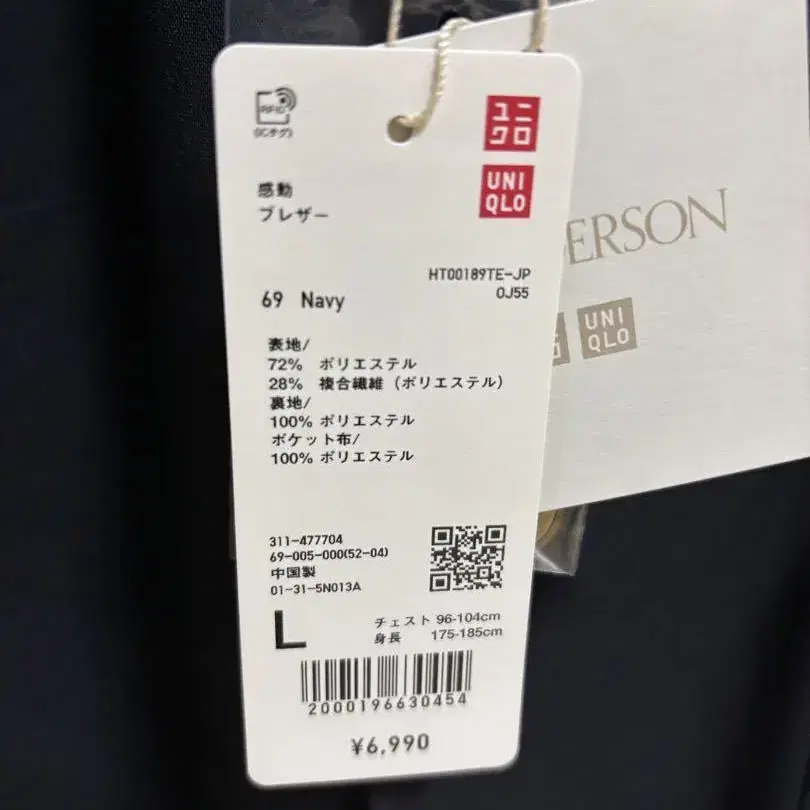 RFID
(ICタグ)
ユニ
クロ
UNI
QLO
感動
ブレザー
HT00189TE-JP
0J55
69 Navy
表地/
72% ポリエステル
28% 複合繊維（ポリエステル）
裏地/
100% ポリエステル
ポケット布/
100% ポリエステル
311-477704
69-005-000(52-04)
中国製
01-31-5N013A
L
チェスト 96-104cm
身長 175-185cm
2000196630454
¥6,990
ERSON
UNI
QLO